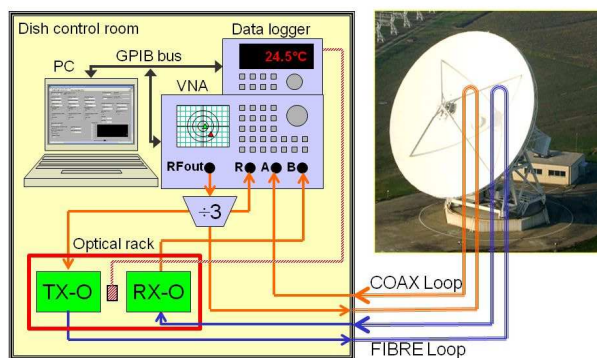 Dish control room
Data logger
24.5°C
GPIB bus
PC
VNA
RFout
R
A
B
÷3
Optical rack
TX-O
RX-O
COAX Loop
FIBRE Loop